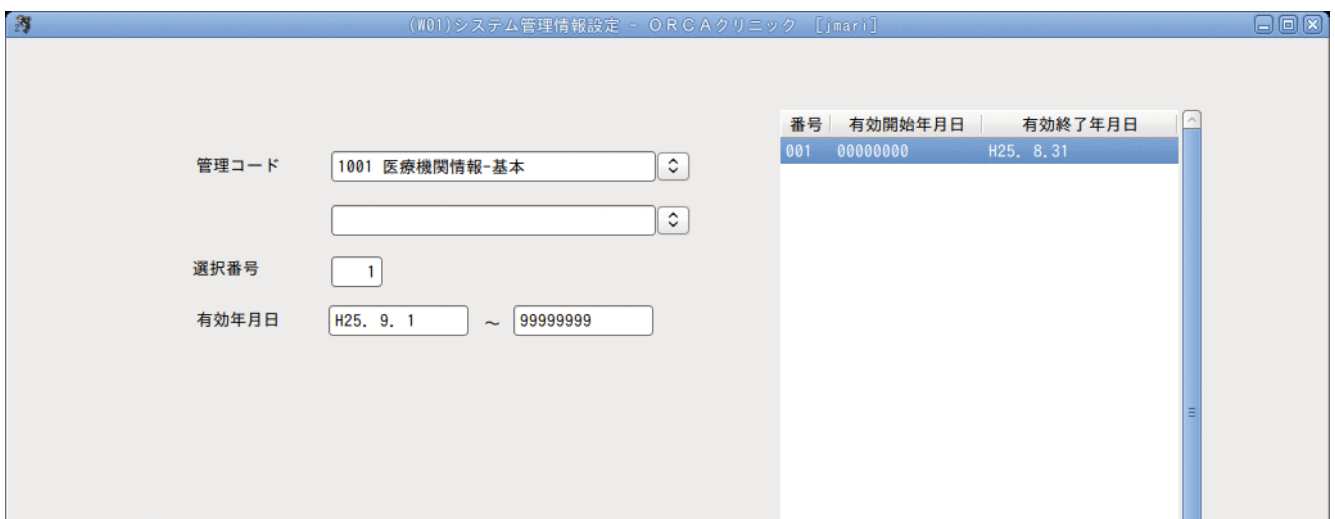 (W01)システム管理情報設定 - ＯＲＣＡクリニック [jmari]
番号 有効開始年月日 有効終了年月日
001 00000000 H25. 8.31
管理コード 1001 医療機関情報-基本
選択番号 1
有効年月日 H25. 9. 1 ～ 99999999